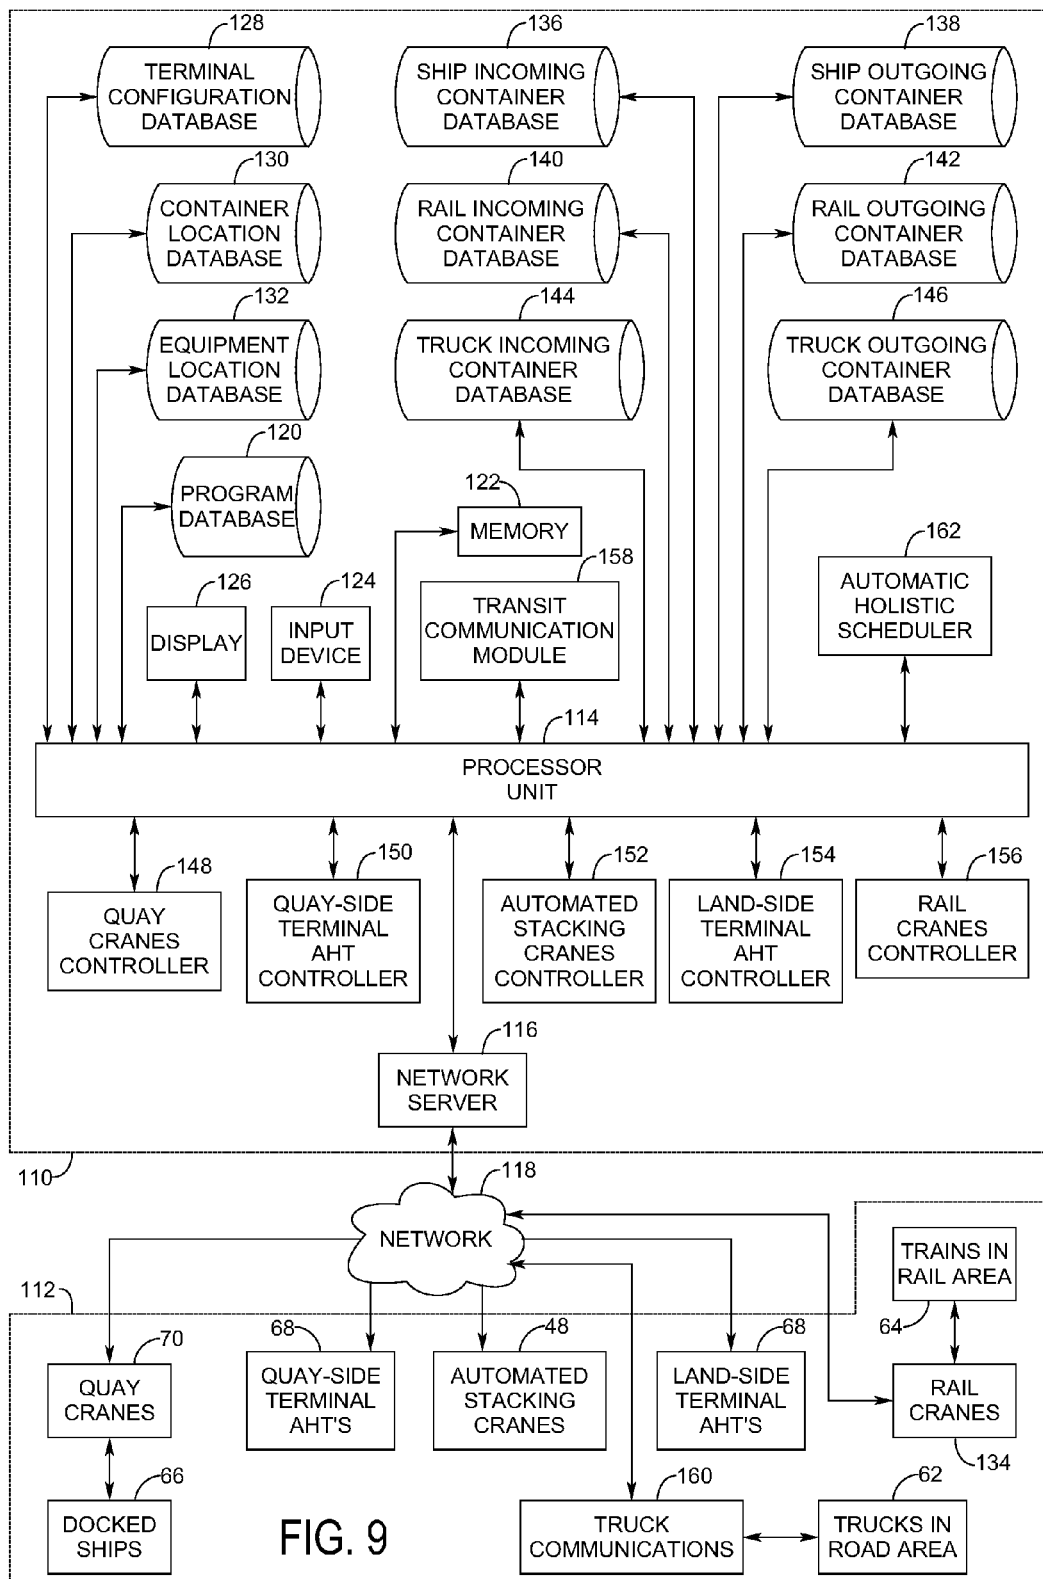 128
TERMINAL
CONFIGURATION
DATABASE
136
SHIP INCOMING
CONTAINER
DATABASE
138
SHIP OUTGOING
CONTAINER
DATABASE
130
CONTAINER
LOCATION
DATABASE
140
RAIL INCOMING
CONTAINER
DATABASE
142
RAIL OUTGOING
CONTAINER
DATABASE
132
EQUIPMENT
LOCATION
DATABASE
144
TRUCK INCOMING
CONTAINER
DATABASE
146
TRUCK OUTGOING
CONTAINER
DATABASE
120
PROGRAM
DATABASE
122
MEMORY
126
DISPLAY
124
INPUT
DEVICE
158
TRANSIT
COMMUNICATION
MODULE
162
AUTOMATIC
HOLISTIC
SCHEDULER
114
PROCESSOR
UNIT
148
QUAY
CRANES
CONTROLLER
150
QUAY-SIDE
TERMINAL
AHT
CONTROLLER
152
AUTOMATED
STACKING
CRANES
CONTROLLER
154
LAND-SIDE
TERMINAL
AHT
CONTROLLER
156
RAIL
CRANES
CONTROLLER
116
NETWORK
SERVER
110
118
NETWORK
112
TRAINS IN
RAIL AREA
64
70
QUAY
CRANES
68
QUAY-SIDE
TERMINAL
AHT'S
48
AUTOMATED
STACKING
CRANES
68
LAND-SIDE
TERMINAL
AHT'S
RAIL
CRANES
134
66
DOCKED
SHIPS
FIG. 9
160
TRUCK
COMMUNICATIONS
62
TRUCKS IN
ROAD AREA